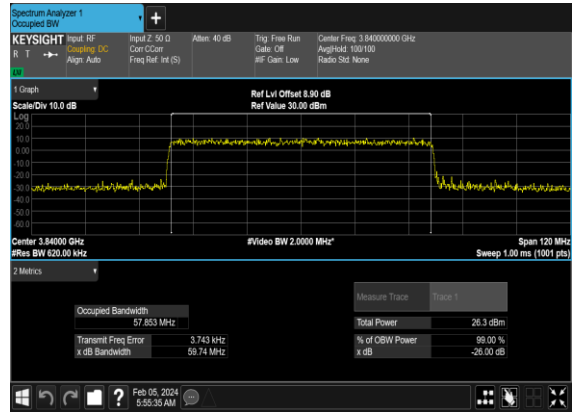 Spectrum Analyzer 1
Occupied BW
+
KEYSIGHT Input: RF Input Z: 50 Ω Atten: 40 dB Trig: Free Run Center Freq: 3.840000000 GHz
R T Coupling: DC Corr CCorr Gate: Off Avg|Hold: 100/100
Align: Auto Freq Ref: Int (S) #IF Gain: Low Radio Std: None
1 Graph
Ref Lvl Offset 8.90 dB
Scale/Div 10.0 dB Ref Value 30.00 dBm
Log
20.0
10.0
0.00
-10.0
-20.0
-30.0
-40.0
-50.0
-60.0
Center 3.84000 GHz #Video BW 2.0000 MHz* Span 120 MHz
#Res BW 620.00 kHz Sweep 1.00 ms (1001 pts)
2 Metrics
Measure Trace Trace 1
Occupied Bandwidth
57.853 MHz Total Power 26.3 dBm
Transmit Freq Error 3.743 kHz % of OBW Power 99.00 %
x dB Bandwidth 59.74 MHz x dB -26.00 dB
? Feb 05, 2024
5:55:35 AM